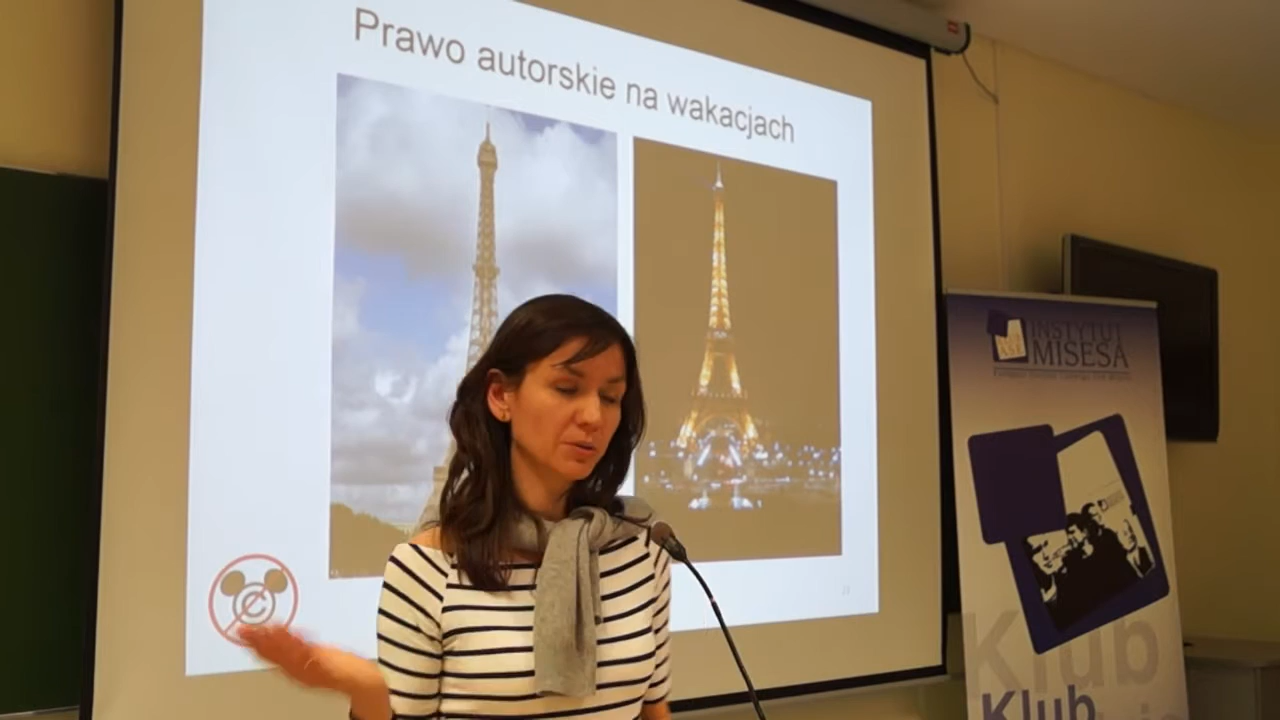 Prawo autorskie na wakacjach
INSTYTUT
MISESA
Klub
Klub